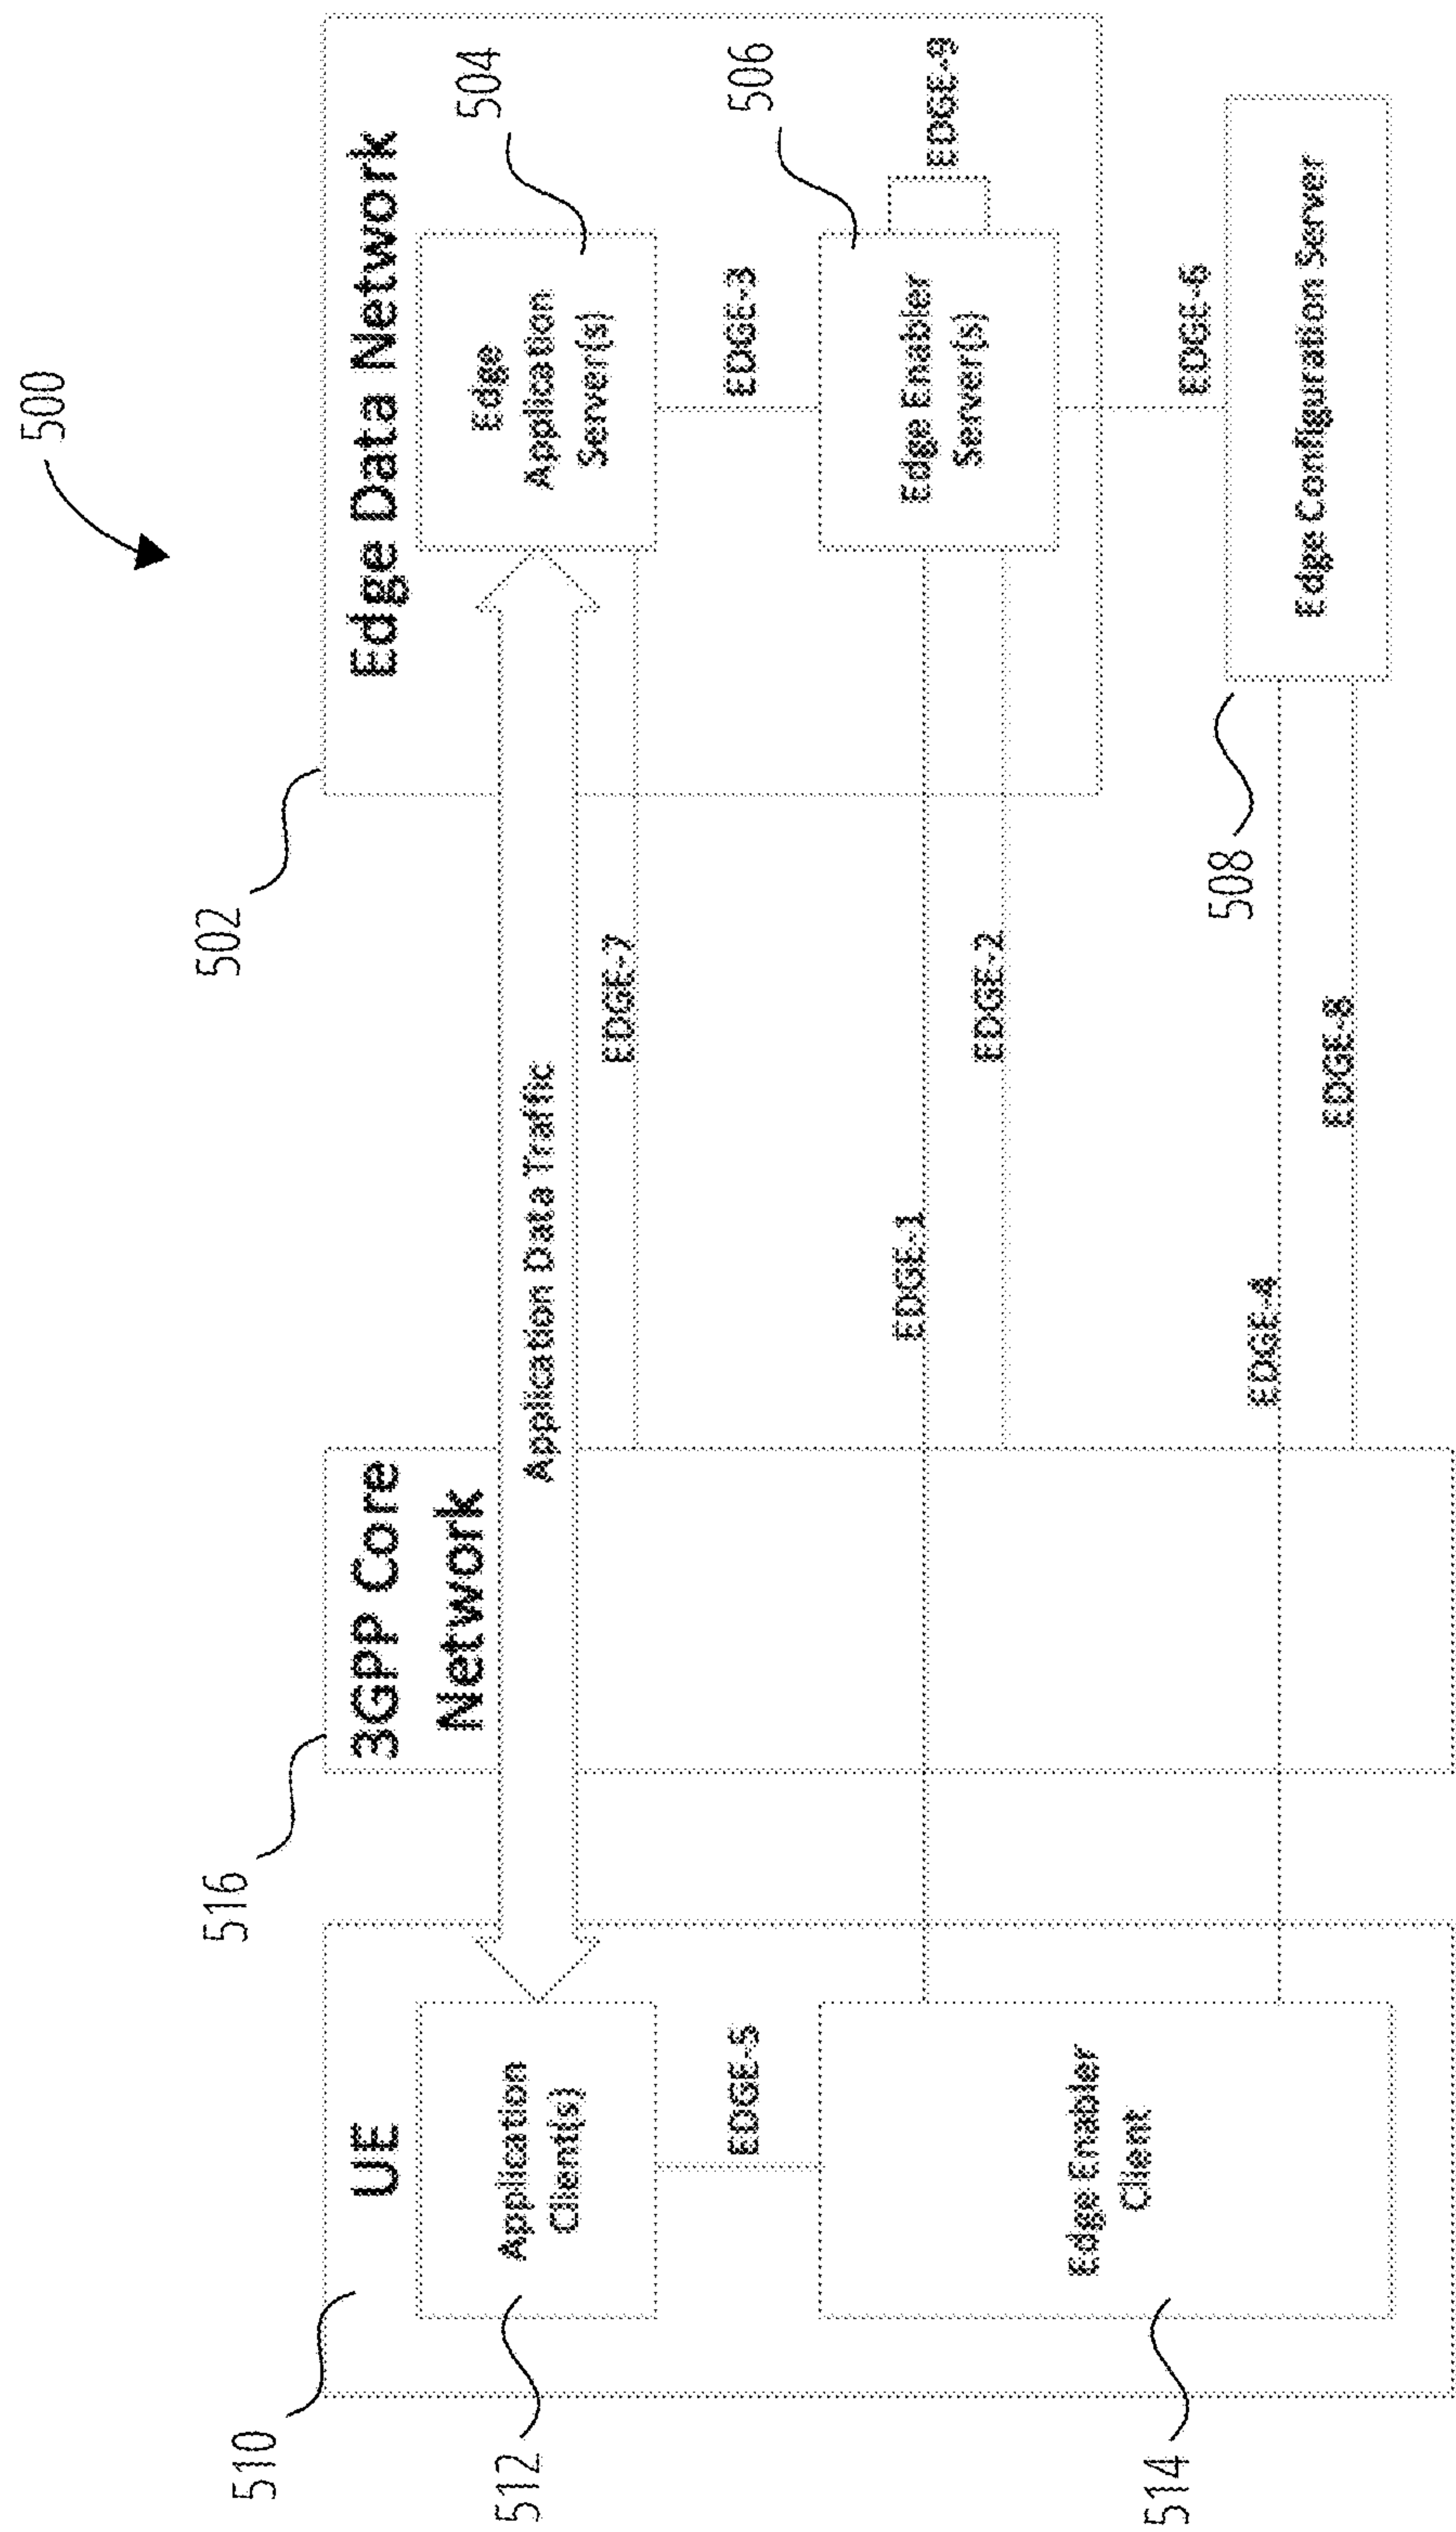 500
502
Edge Data Network
504
Edge
Application
Server(s)
EDGE-3
506
Edge Enabler
Server(s)
EDGE-9
EDGE-6
508
Edge Configuration Server
516
3GPP Core
Network
Application Data Traffic
EDGE-7
EDGE-1
EDGE-2
EDGE-4
EDGE-8
510
UE
512
Application
Client(s)
EDGE-5
514
Edge Enabler
Client